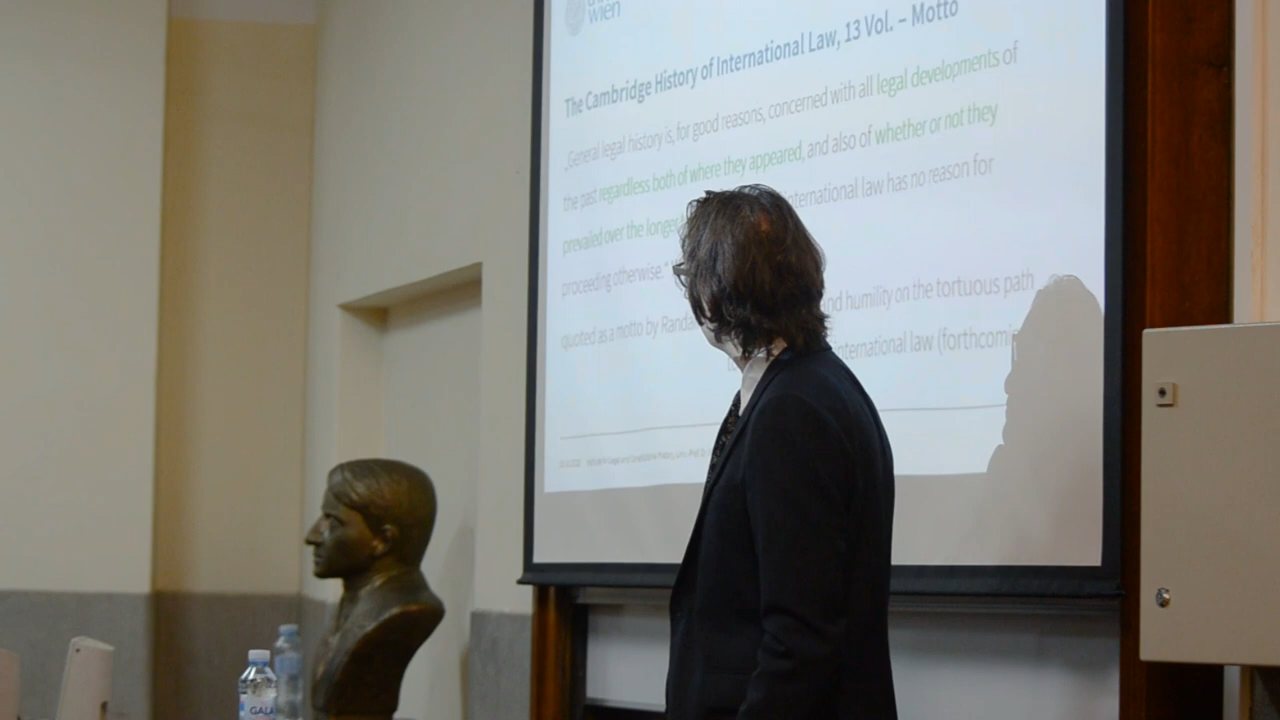 wien
The Cambridge History of International Law, 13 Vol. – Motto
„General legal history is, for good reasons, concerned with all legal developments of
the past regardless both of where they appeared, and also of whether or not they
prevailed over the longer international law has no reason for
proceeding otherwise.“
quoted as a motto by and humility on the tortuous path
international law (forthcoming
GALA